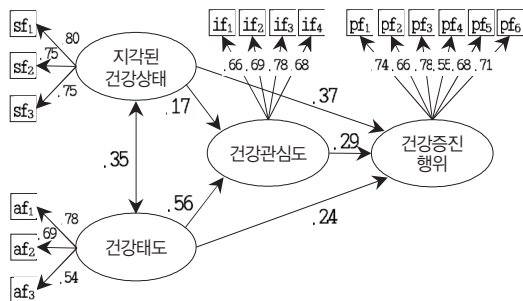 sf₁
.80
sf₂
.75
sf₃
.75
지각된
건강상태
if₁
if₂
if₃
if₄
.66
.69
.78
.68
pf₁
pf₂
pf₃
pf₄
pf₅
pf₆
.74
.66
.78
.55
.68
.71
.17
.37
.35
건강관심도
.29
건강증진
행위
.56
.24
af₁
.78
af₂
.69
af₃
.54
건강태도